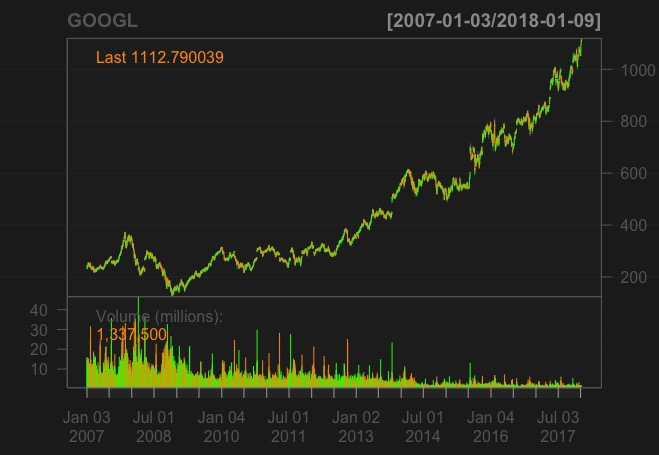 GOOGL [2007-01-03/2018-01-09]
Last 1112.790039
1000
800
600
400
200
Volume (millions):
1,337,500
40
30
20
10
Jan 03 Jul 01 Jan 04 Jul 01 Jan 02 Jul 01 Jan 04 Jul 03
2007 2008 2010 2011 2013 2014 2016 2017